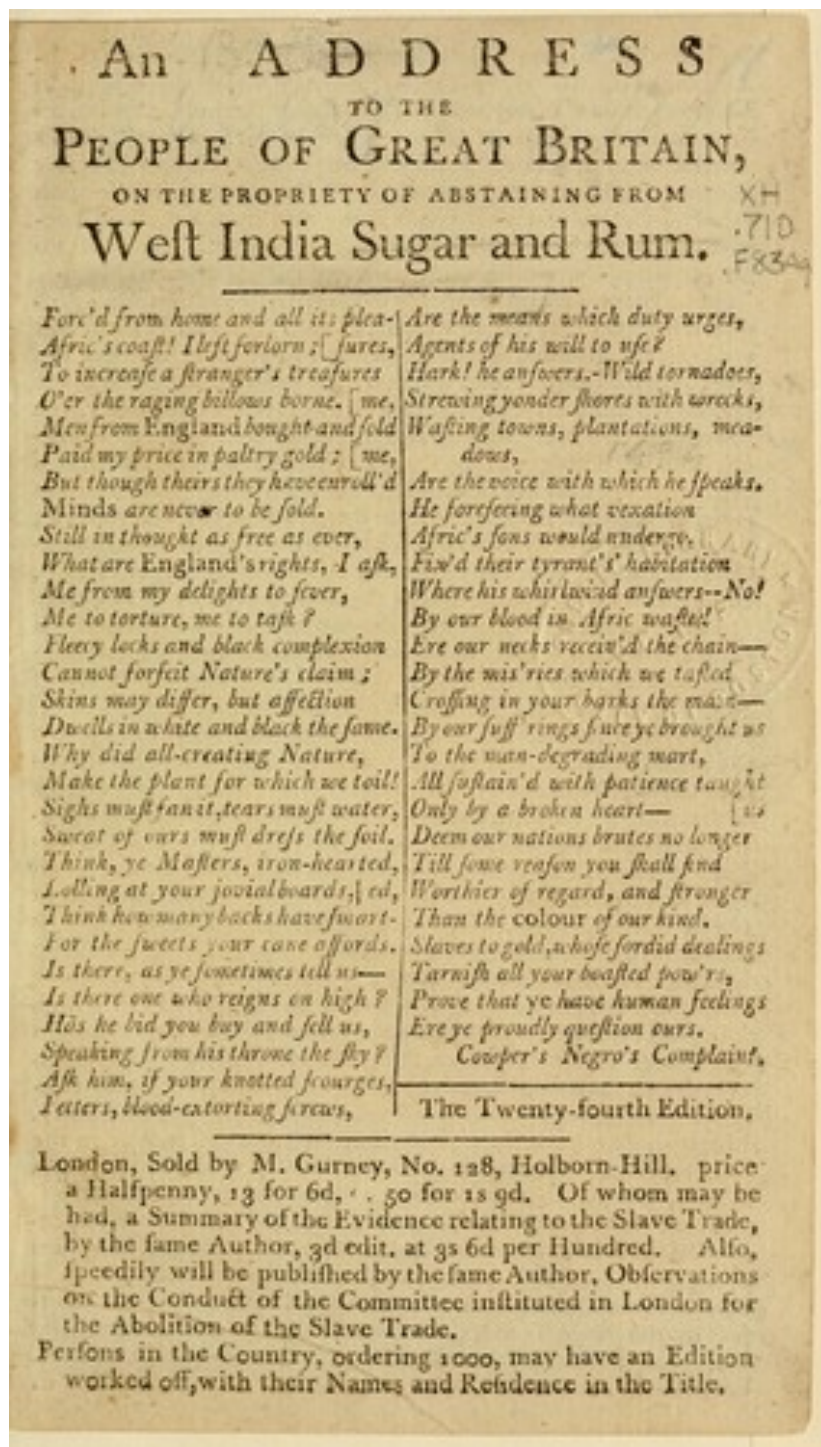 An ADDRESS
TO THE
PEOPLE OF GREAT BRITAIN,
ON THE PROPRIETY OF ABSTAINING FROM
Weſt India Sugar and Rum.
XH
.71D
.F83Ag
Forc'd from home and all its plea-
Afric's coaſt! I left forlorn; [ſures,
To increaſe a ſtranger's treaſures
O'er the raging billows borne. [me,
Men from England bought and ſold
Paid my price in paltry gold; [me,
But though theirs they have enroll'd
Minds are never to be ſold.
Still in thought as free as ever,
What are England's rights, I aſk,
Me from my delights to ſever,
Me to torture, me to taſk?
Fleecy locks and black complexion
Cannot forfeit Nature's claim;
Skins may differ, but affection
Dwells in white and black the ſame.
Why did all-creating Nature,
Make the plant for which we toil!
Sighs muſt fan it, tears muſt water,
Sweat of ours muſt dreſs the ſoil.
Think, ye Maſters, iron-hearted,
Lolling at your jovial boards, [ed,
Think how many backs have ſmart-
For the ſweets your cane affords.
Is there, as ye ſometimes tell us—
Is there one who reigns on high?
Has he bid you buy and ſell us,
Speaking from his throne the ſky?
Aſk him, if your knotted ſcourges,
Fetters, blood-extorting ſcrews,
Are the means which duty urges,
Agents of his will to uſe?
Hark! he anſwers.-Wild tornadoes,
Strewing yonder ſhores with wrecks,
Waſting towns, plantations, mea-
dows,
Are the voice with which he ſpeaks.
He foreſeeing what vexation
Afric's ſons would undergo,
Fix'd their tyrant's' habitation
Where his whirlwind anſwers--No!
By our blood in Afric waſted!
Ere our necks receiv'd the chain—
By the mis'ries which we taſted
Croſſing in your barks the main—
By our ſuff'rings ſince ye brought us
To the man-degrading mart,
All ſuſtain'd with patience taught
Only by a broken heart— [us
Deem our nations brutes no longer
Till ſome reaſon you ſhall find
Worthier of regard, and ſtronger
Than the colour of our kind.
Slaves to gold, whoſe ſordid dealings
Tarniſh all your boaſted pow'rs,
Prove that ye have human feelings
Ere ye proudly queſtion ours.
Cowper's Negro's Complaint.
The Twenty-fourth Edition.
London, Sold by M. Gurney, No. 128, Holborn-Hill. price
a Halfpenny, 13 for 6d, . 50 for 1s 9d. Of whom may be
had, a Summary of the Evidence relating to the Slave Trade,
by the ſame Author, 3d edit. at 3s 6d per Hundred. Alſo,
ſpeedily will be publiſhed by the ſame Author, Obſervations
on the Conduct of the Committee inſtituted in London for
the Abolition of the Slave Trade.
Perſons in the Country, ordering 1000, may have an Edition
worked off, with their Names and Reſidence in the Title.